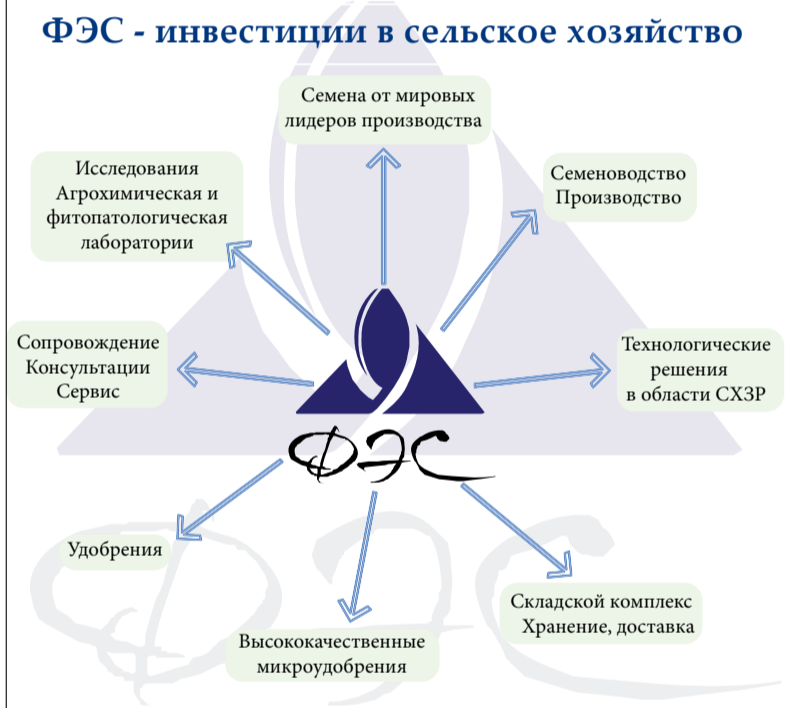 ФЭС - инвестиции в сельское хозяйство
Семена от мировых
лидеров производства
Исследования
Агрохимическая и
фитопатологическая
лаборатории
Семеноводство
Производство
Сопровождение
Консультации
Сервис
Технологические
решения
в области СХЗР
ФЭС
Удобрения
Складской комплекс
Хранение, доставка
Высококачественные
микроудобрения
ФЭС